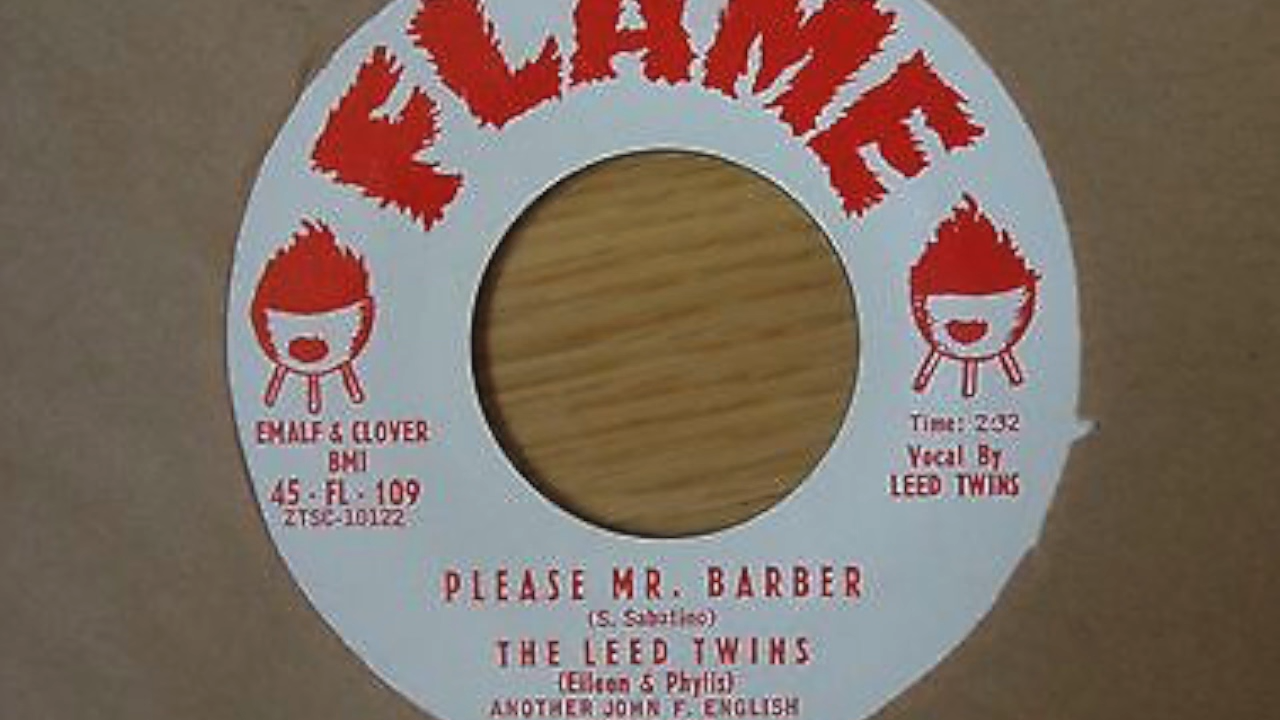 FLAME
EMALF & CLOVER
BMI
45 - FL - 109
ZTSC-10122
Time: 2:32
Vocal By
LEED TWINS
PLEASE MR. BARBER
(S. Sabatino)
THE LEED TWINS
(Eileen & Phyllis)
ANOTHER JOHN F. ENGLISH